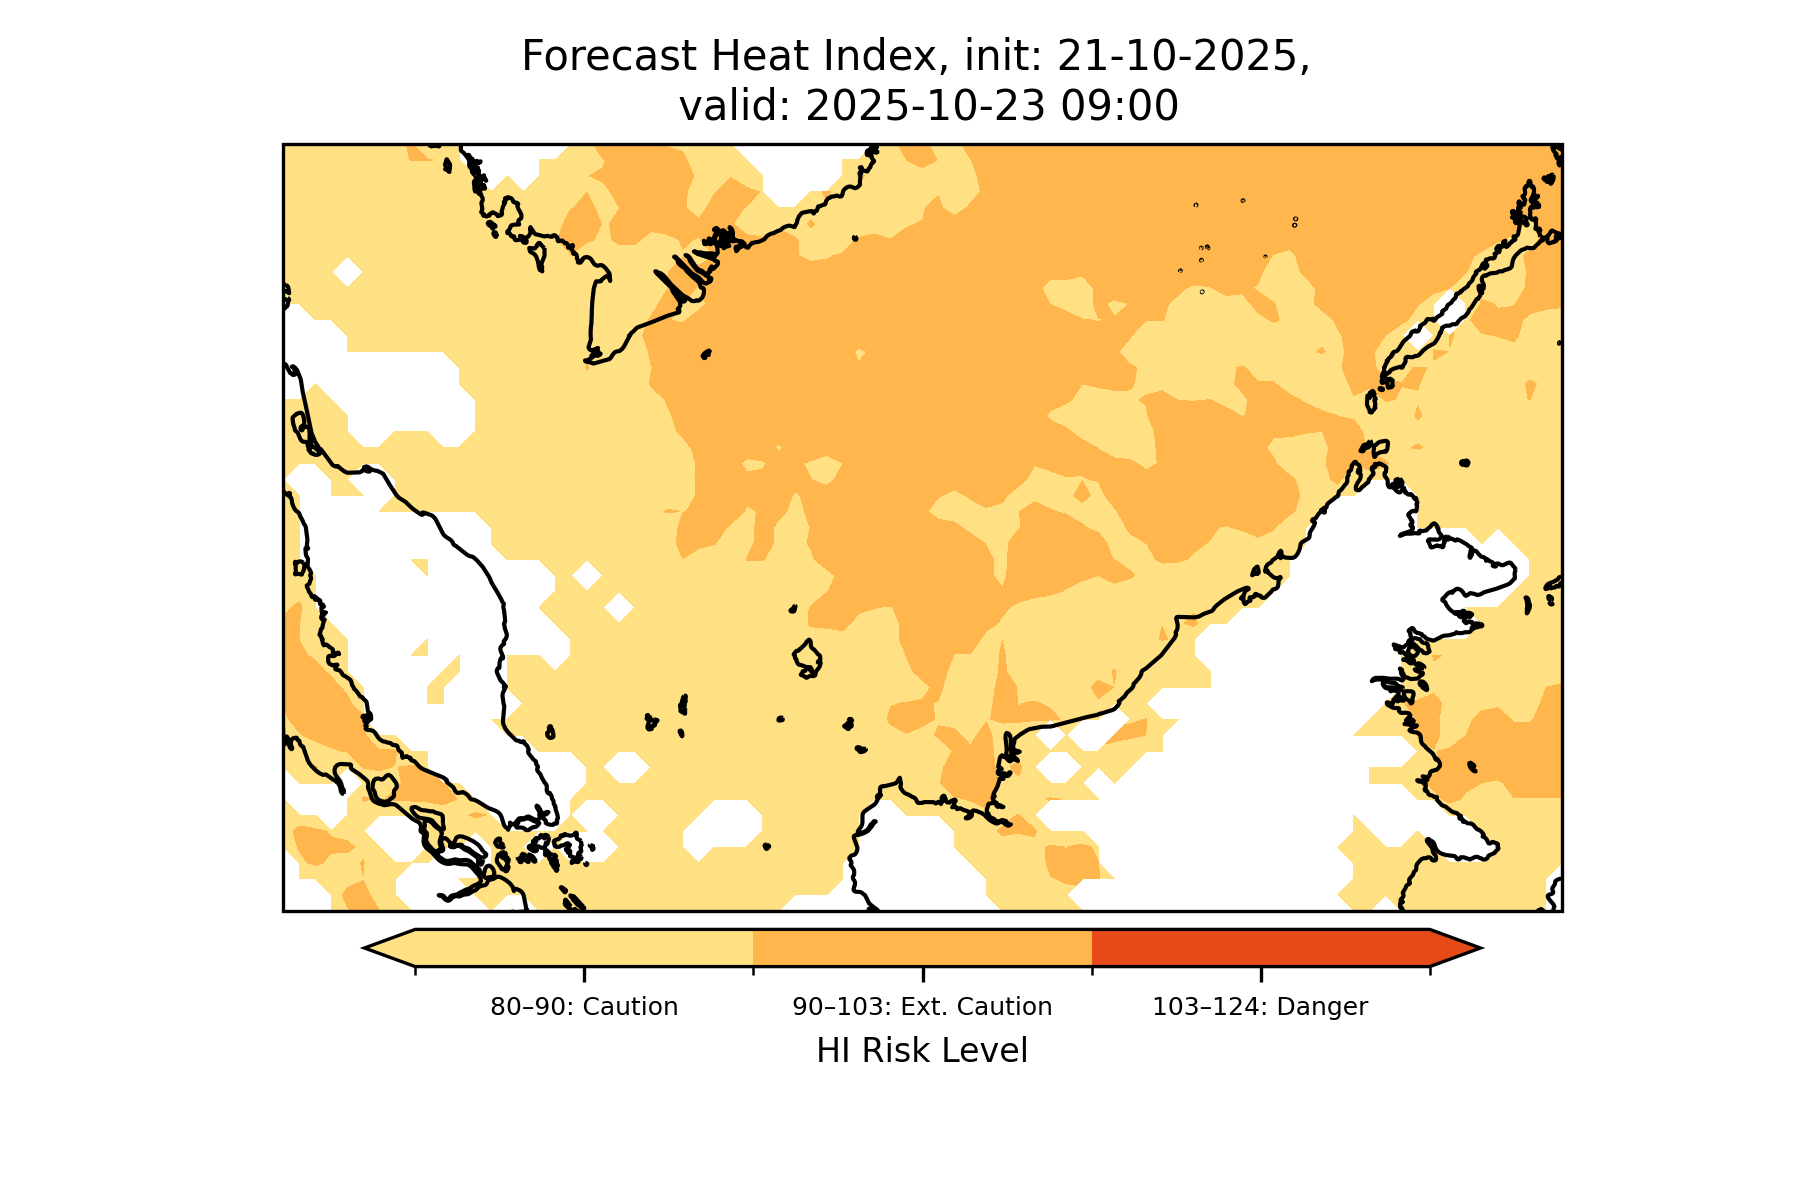 Forecast Heat Index, init: 21-10-2025,
valid: 2025-10-23 09:00
80–90: Caution
90–103: Ext. Caution
103–124: Danger
HI Risk Level